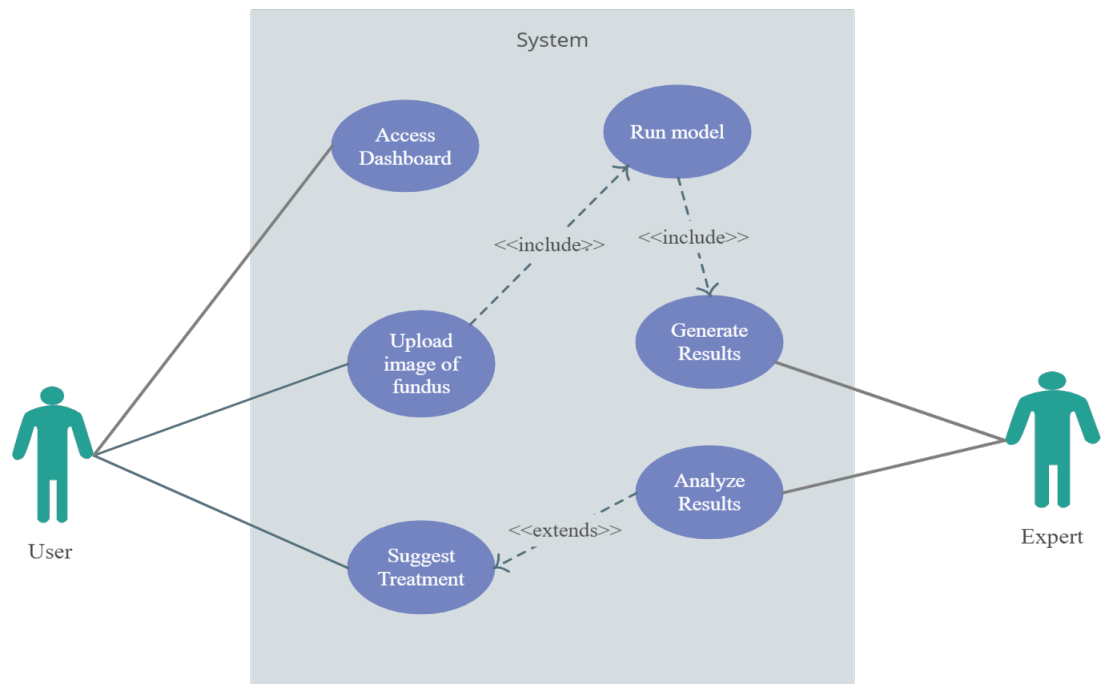 System
Access
Dashboard
Run model
<<include>>
<<include>>
Upload
image of
fundus
Generate
Results
Analyze
Results
<<extends>>
Suggest
Treatment
User
Expert